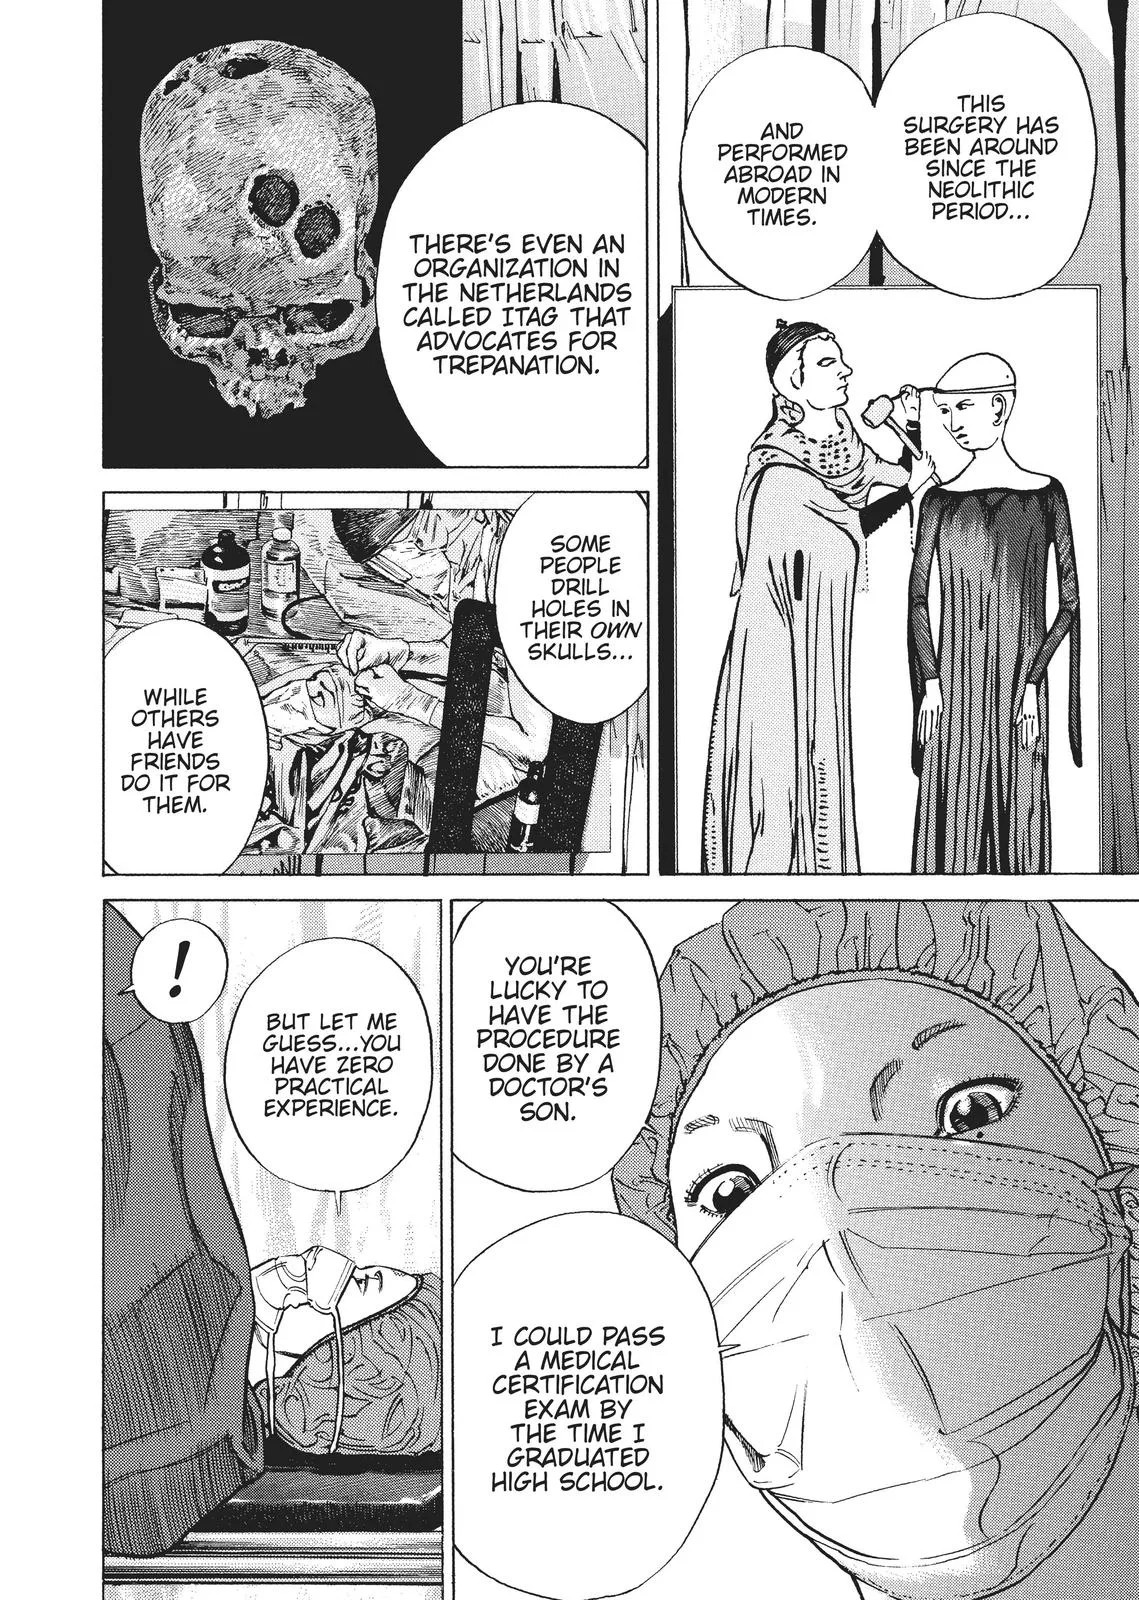 THIS
SURGERY HAS
BEEN AROUND
SINCE THE
NEOLITHIC
PERIOD...
AND
PERFORMED
ABROAD IN
MODERN
TIMES.
THERE'S EVEN AN
ORGANIZATION IN
THE NETHERLANDS
CALLED ITAG THAT
ADVOCATES FOR
TREPANATION.
SOME
PEOPLE
DRILL
HOLES IN
THEIR OWN
SKULLS...
WHILE
OTHERS
HAVE
FRIENDS
DO IT FOR
THEM.
YOU'RE
LUCKY TO
HAVE THE
PROCEDURE
DONE BY A
DOCTOR'S
SON.
I COULD PASS
A MEDICAL
CERTIFICATION
EXAM BY
THE TIME I
GRADUATED
HIGH SCHOOL.
!
BUT LET ME
GUESS...YOU
HAVE ZERO
PRACTICAL
EXPERIENCE.